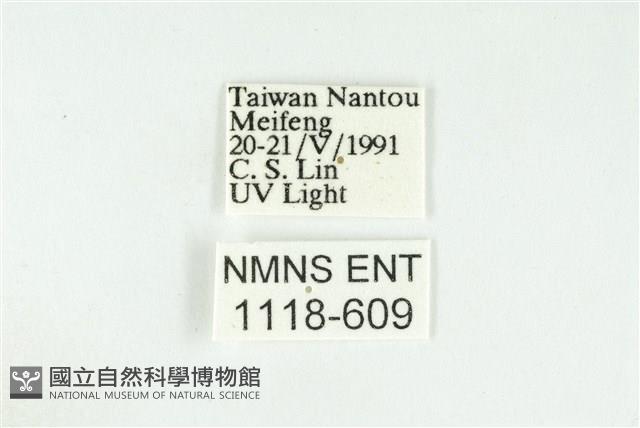 Taiwan Nantou
Meifeng
20-21/V/1991
C. S. Lin
UV Light
NMNS ENT
1118-609
國立自然科學博物館
NATIONAL MUSEUM OF NATURAL SCIENCE